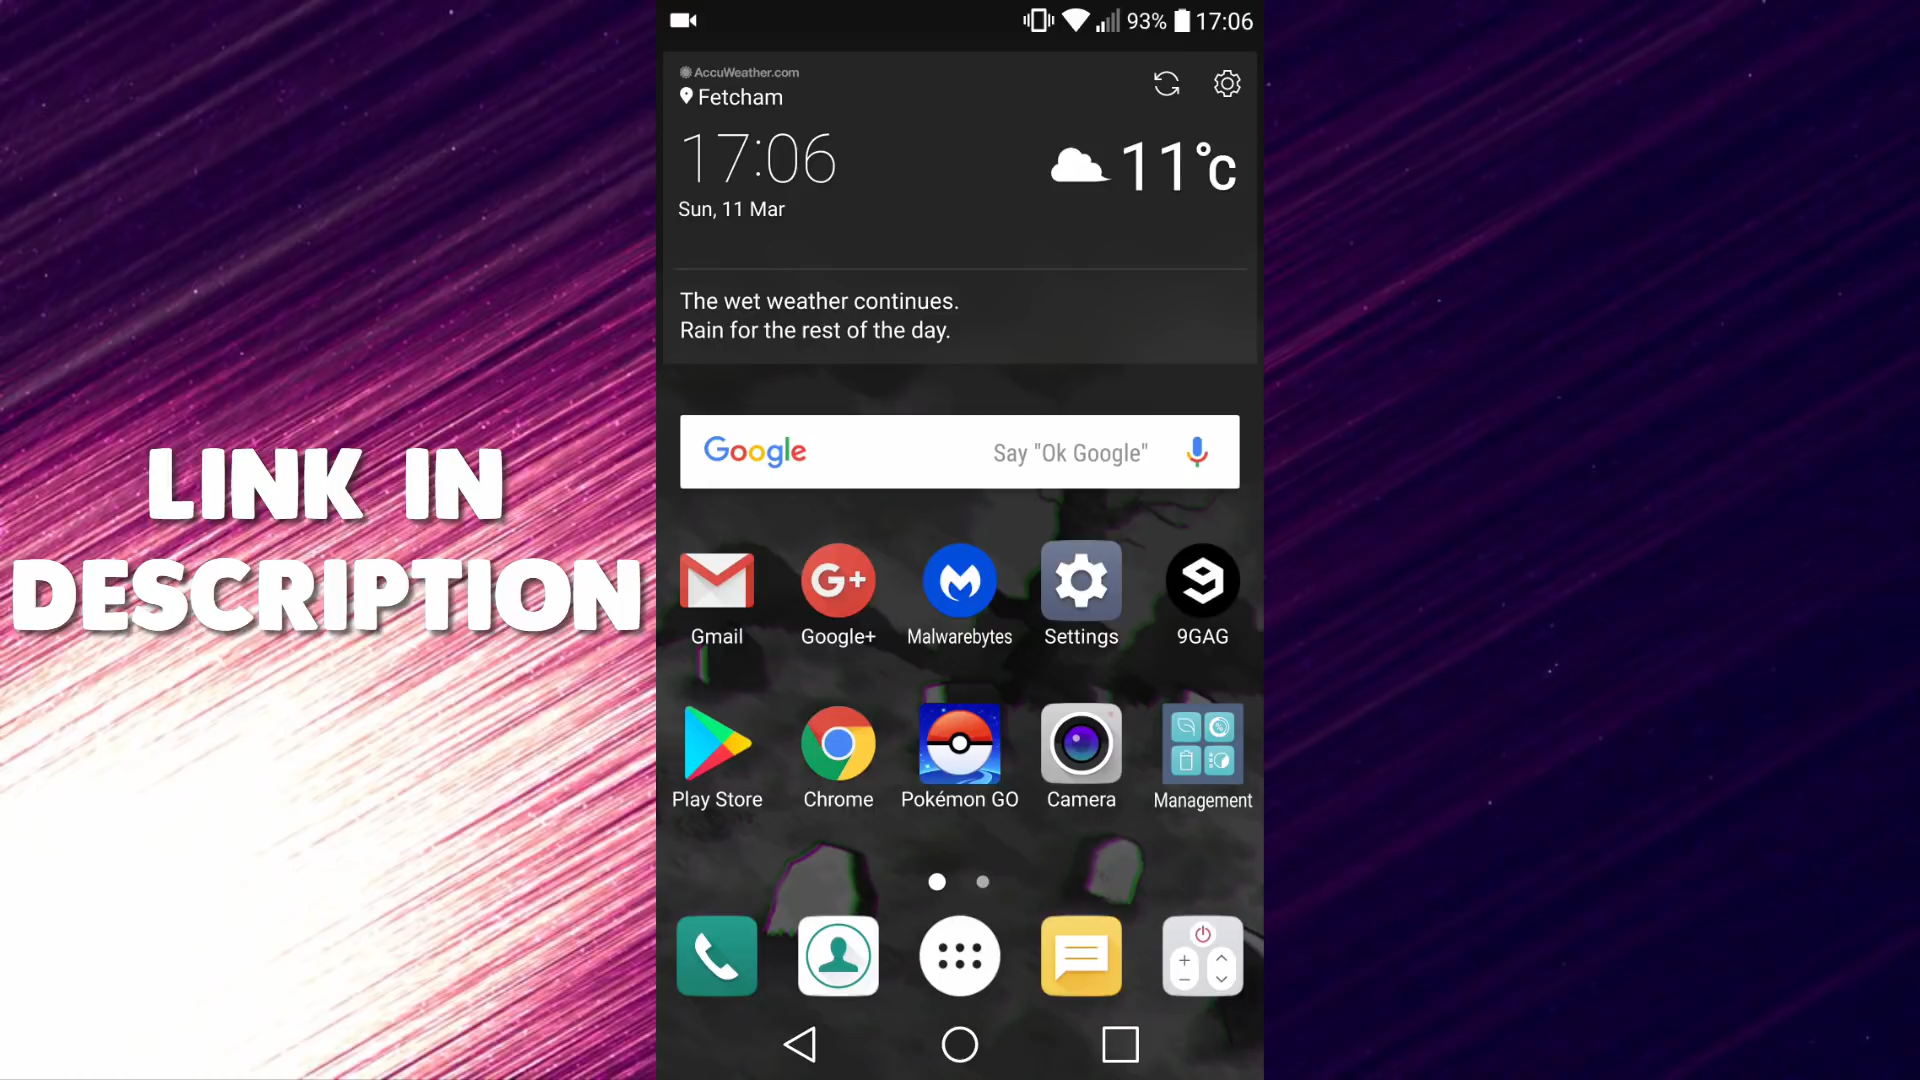 93% 17:06
AccuWeather.com
Fetcham
17:06
11°C
Sun, 11 Mar
The wet weather continues.
Rain for the rest of the day.
Google Say "Ok Google"
LINK IN
DESCRIPTION
Gmail Google+ Malwarebytes Settings 9GAG
Play Store Chrome Pokémon GO Camera Management